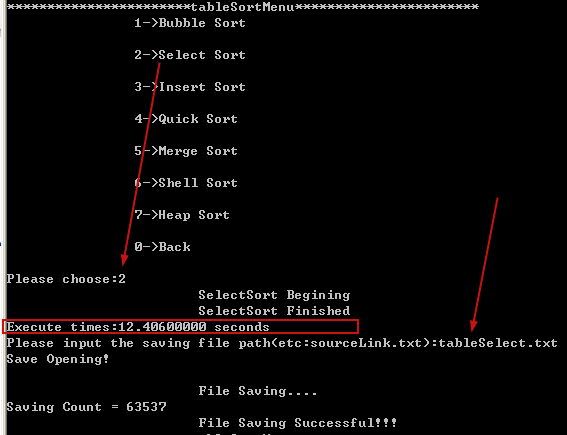 ************************tableSortMenu************************
1->Bubble Sort
2->Select Sort
3->Insert Sort
4->Quick Sort
5->Merge Sort
6->Shell Sort
7->Heap Sort
0->Back
Please choose:2
SelectSort Begining
SelectSort Finished
Execute times:12.40600000 seconds
Please input the saving file path(etc:sourceLink.txt):tableSelect.txt
Save Opening!
File Saving....
Saving Count = 63537
File Saving Successful!!!